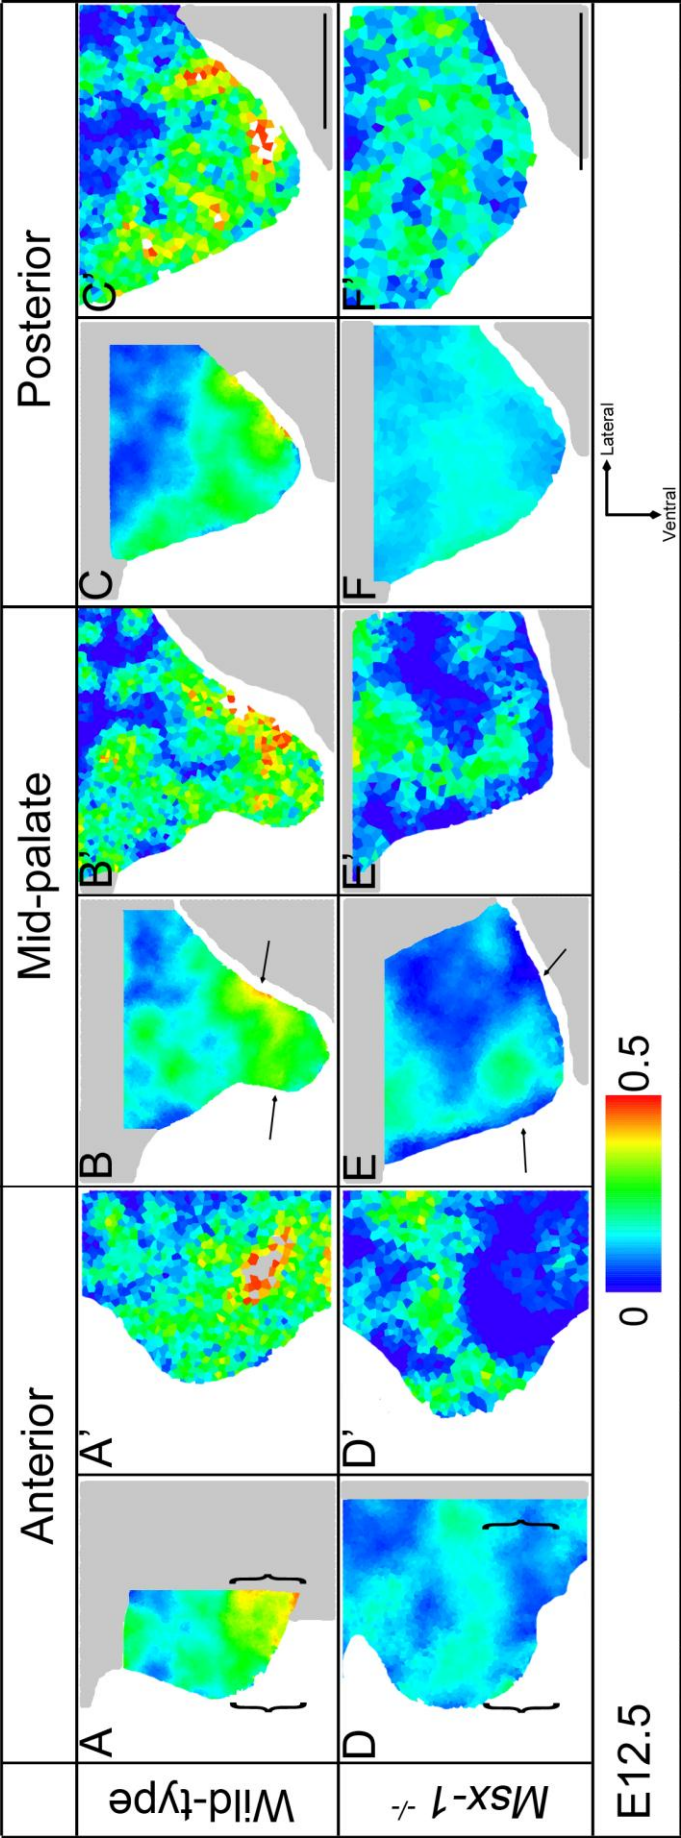 Anterior Mid-palate Posterior
Wild-type
A A' B B' C C'
Msx-1 -/-
D D' E E' F F'
E12.5
0 0.5
Lateral
Ventral